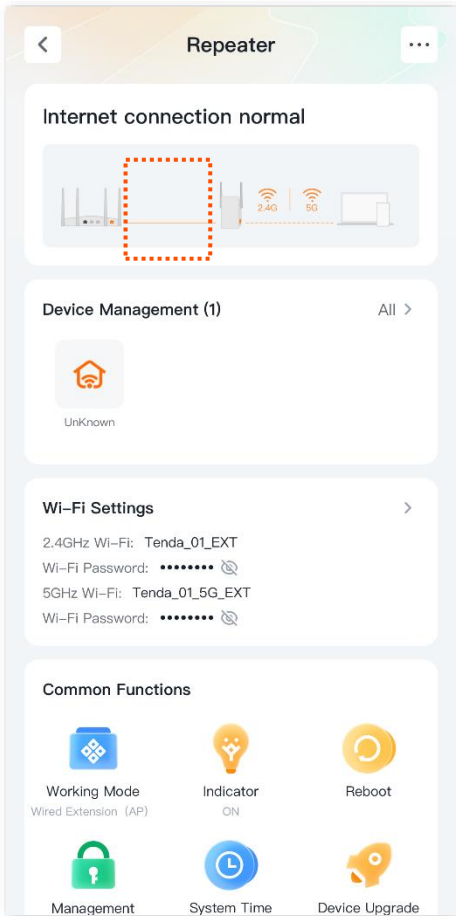 Repeater
Internet connection normal
2.4G 5G
Device Management (1) All
UnKnown
Wi-Fi Settings
2.4GHz Wi-Fi: Tenda_01_EXT
Wi-Fi Password: ••••••••
5GHz Wi-Fi: Tenda_01_5G_EXT
Wi-Fi Password: ••••••••
Common Functions
Working Mode Indicator Reboot
Wired Extension (AP) ON
Management System Time Device Upgrade